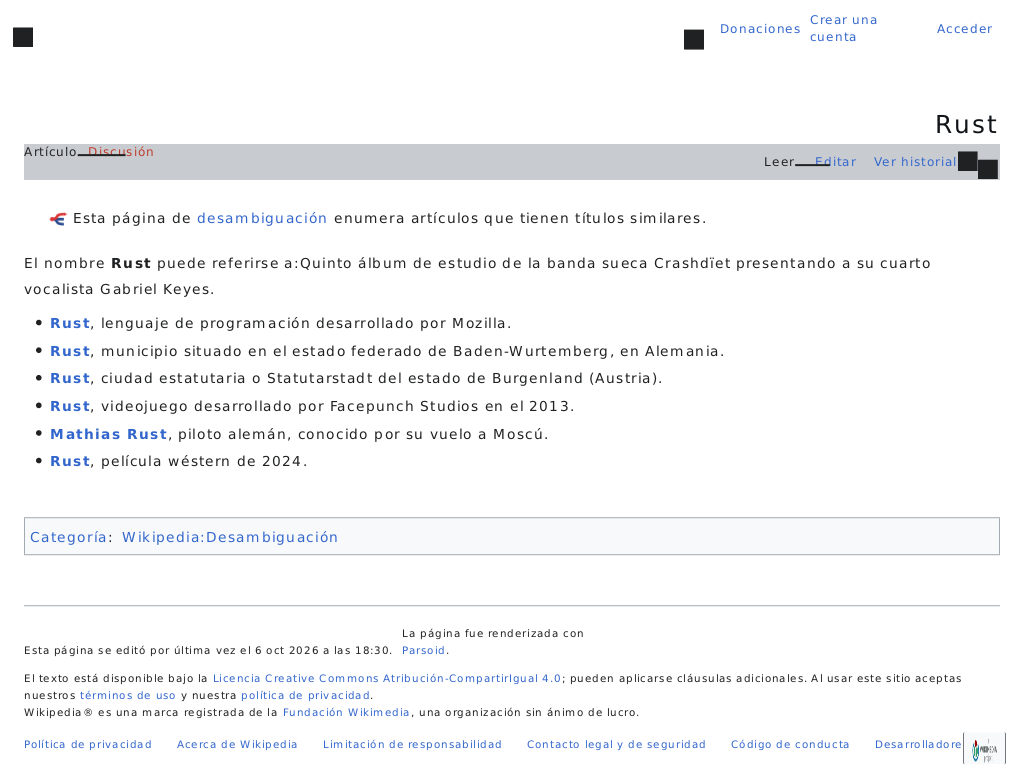 Donaciones
Crear una cuenta
Acceder
Rust
Artículo Discusión
Leer Editar Ver historial
Esta página de desambiguación enumera artículos que tienen títulos similares.
El nombre Rust puede referirse a:Quinto álbum de estudio de la banda sueca Crashdïet presentando a su cuarto
vocalista Gabriel Keyes.
Rust, lenguaje de programación desarrollado por Mozilla.
Rust, municipio situado en el estado federado de Baden-Wurtemberg, en Alemania.
Rust, ciudad estatutaria o Statutarstadt del estado de Burgenland (Austria).
Rust, videojuego desarrollado por Facepunch Studios en el 2013.
Mathias Rust, piloto alemán, conocido por su vuelo a Moscú.
Rust, película wéstern de 2024.
Categoría: Wikipedia:Desambiguación
Esta página se editó por última vez el 6 oct 2026 a las 18:30.
La página fue renderizada con
Parsoid.
El texto está disponible bajo la Licencia Creative Commons Atribución-CompartirIgual 4.0; pueden aplicarse cláusulas adicionales. Al usar este sitio aceptas
nuestros términos de uso y nuestra política de privacidad.
Wikipedia® es una marca registrada de la Fundación Wikimedia, una organización sin ánimo de lucro.
Política de privacidad Acerca de Wikipedia Limitación de responsabilidad Contacto legal y de seguridad Código de conducta Desarrolladore